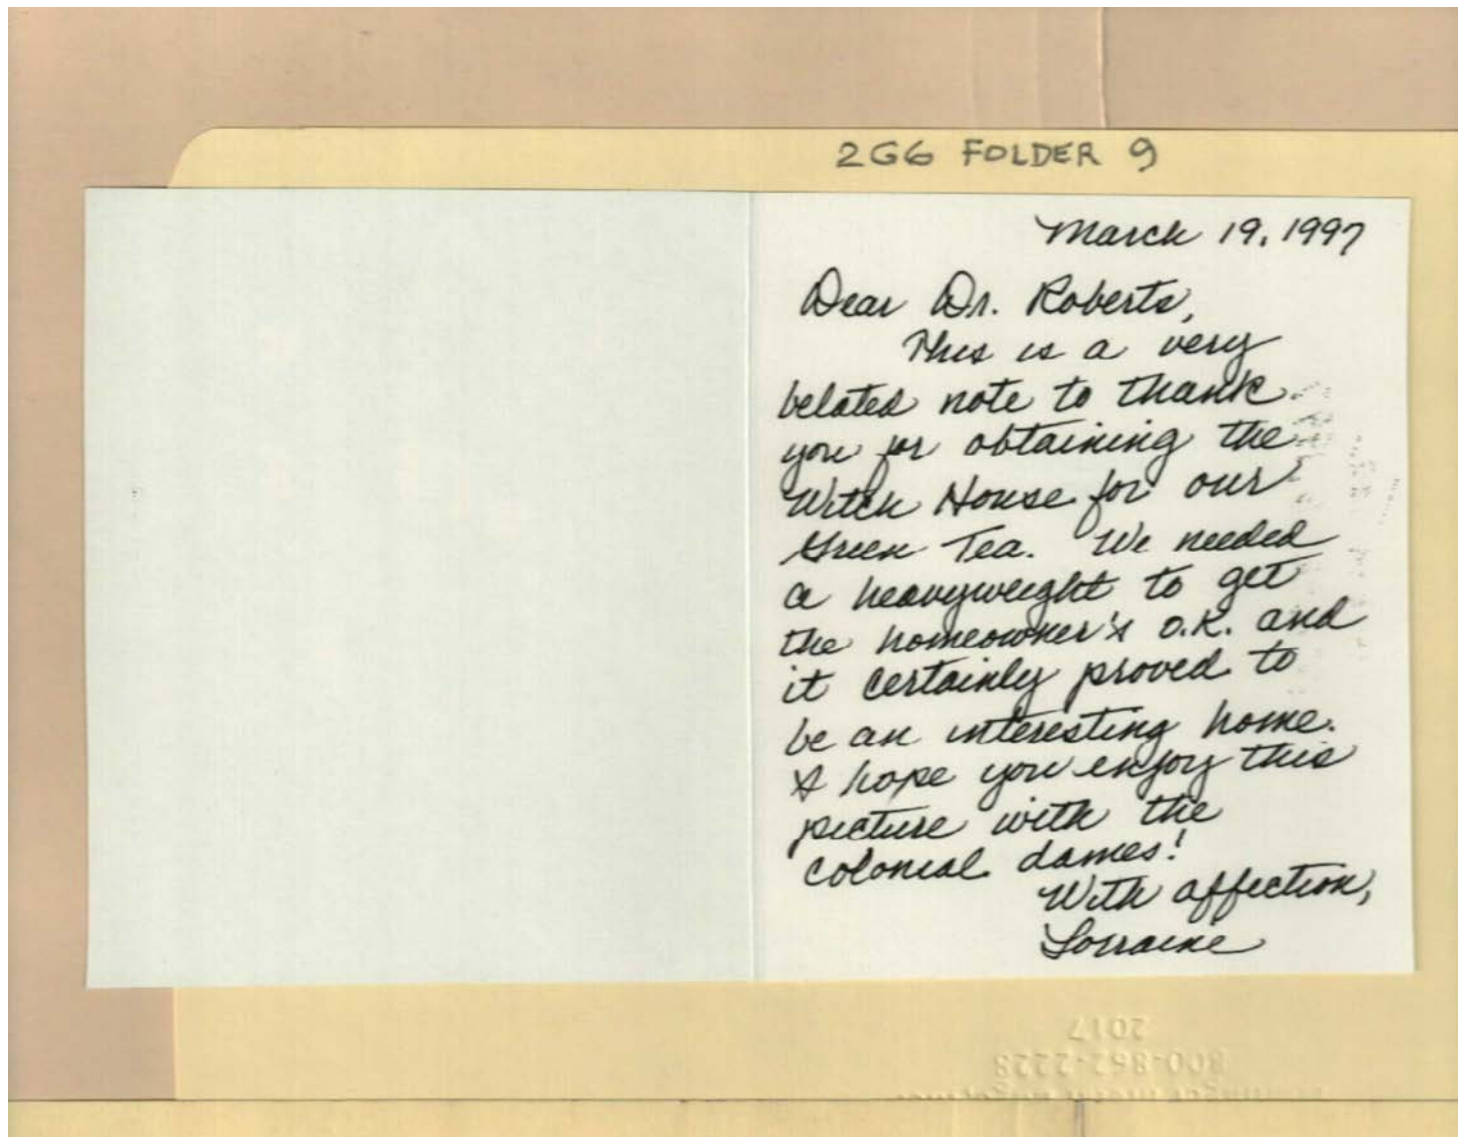 2G6 FOLDER 9
March 19, 1997
Dear Dr. Roberts,
This is a very
belated note to thank
you for obtaining the
Witch House for our
Green Tea. We needed
a heavyweight to get
the homeowner's O.K. and
it certainly proved to
be an interesting home.
I hope you enjoy this
picture with the
colonial dames!
With affection,
Lorraine
2017
800-862-2228